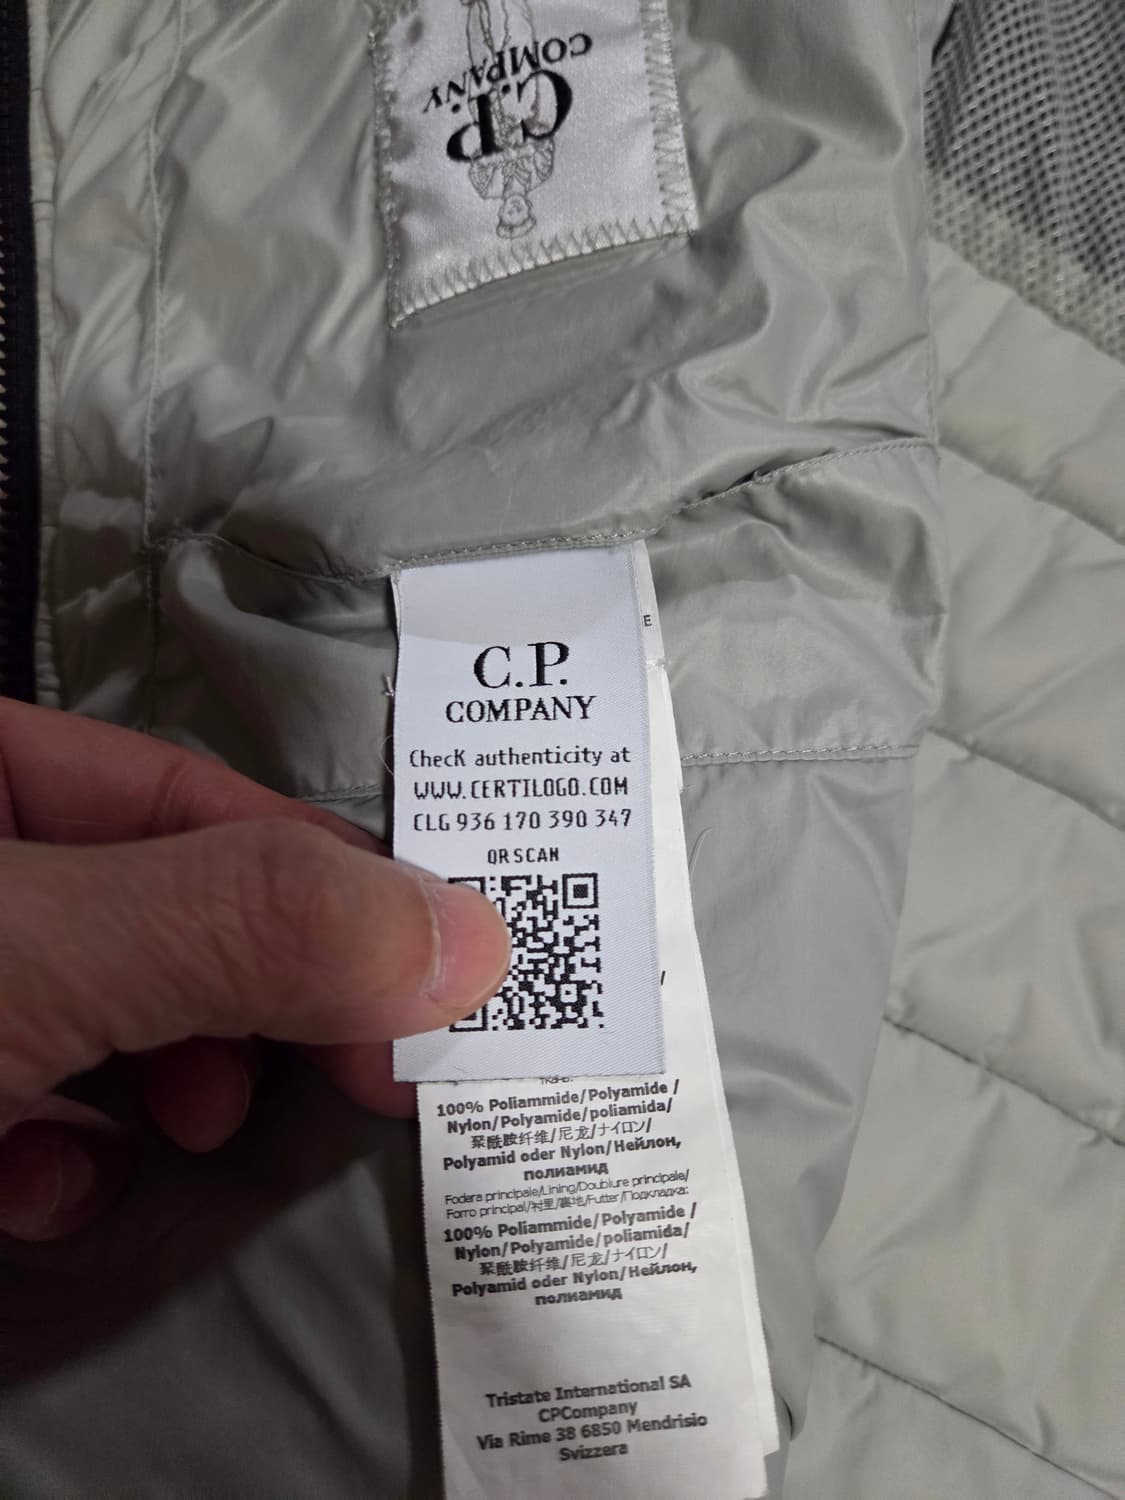 C.P.
COMPANY
E
C.P.
COMPANY
Check authenticity at
WWW.CERTILOGO.COM
CLG 936 170 390 347
QR SCAN
100% Poliammide/Polyamide /
Nylon/Polyamide/poliamida/
聚酰胺纤维/尼龙/ナイロン/
Polyamid oder Nylon/Нейлон,
полиамид
Fodera principale/Lining/Doublure principale/
Forro principal/衬里/裏地/Futter/Подкладка:
100% Poliammide/Polyamide /
Nylon/Polyamide/poliamida/
聚酰胺纤维/尼龙/ナイロン/
Polyamid oder Nylon/Нейлон,
полиамид
Tristate International SA
CPCompany
Via Rime 38 6850 Mendrisio
Svizzera